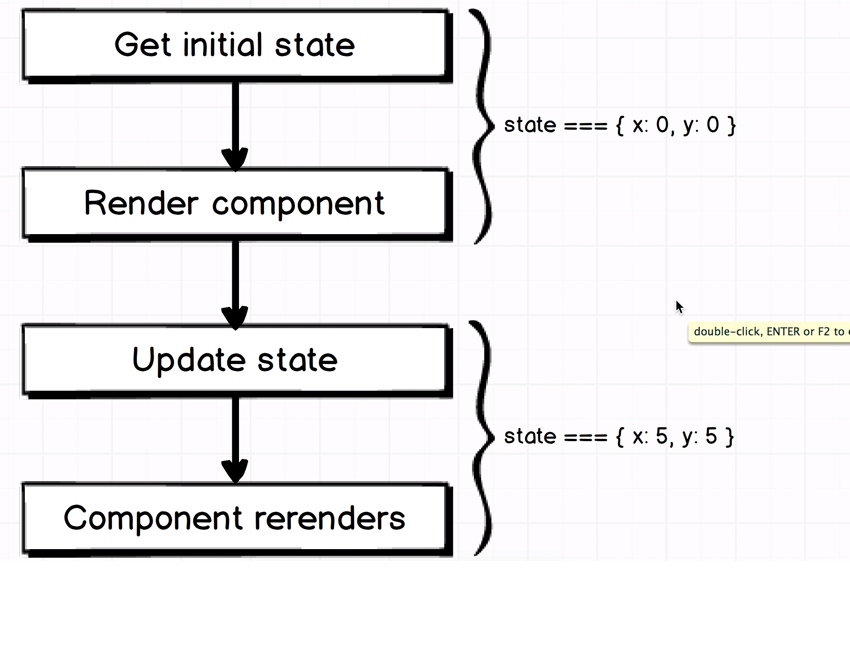 Get initial state
state === { x: 0, y: 0 }
Render component
double-click, ENTER or F2 to
Update state
state === { x: 5, y: 5 }
Component rerenders